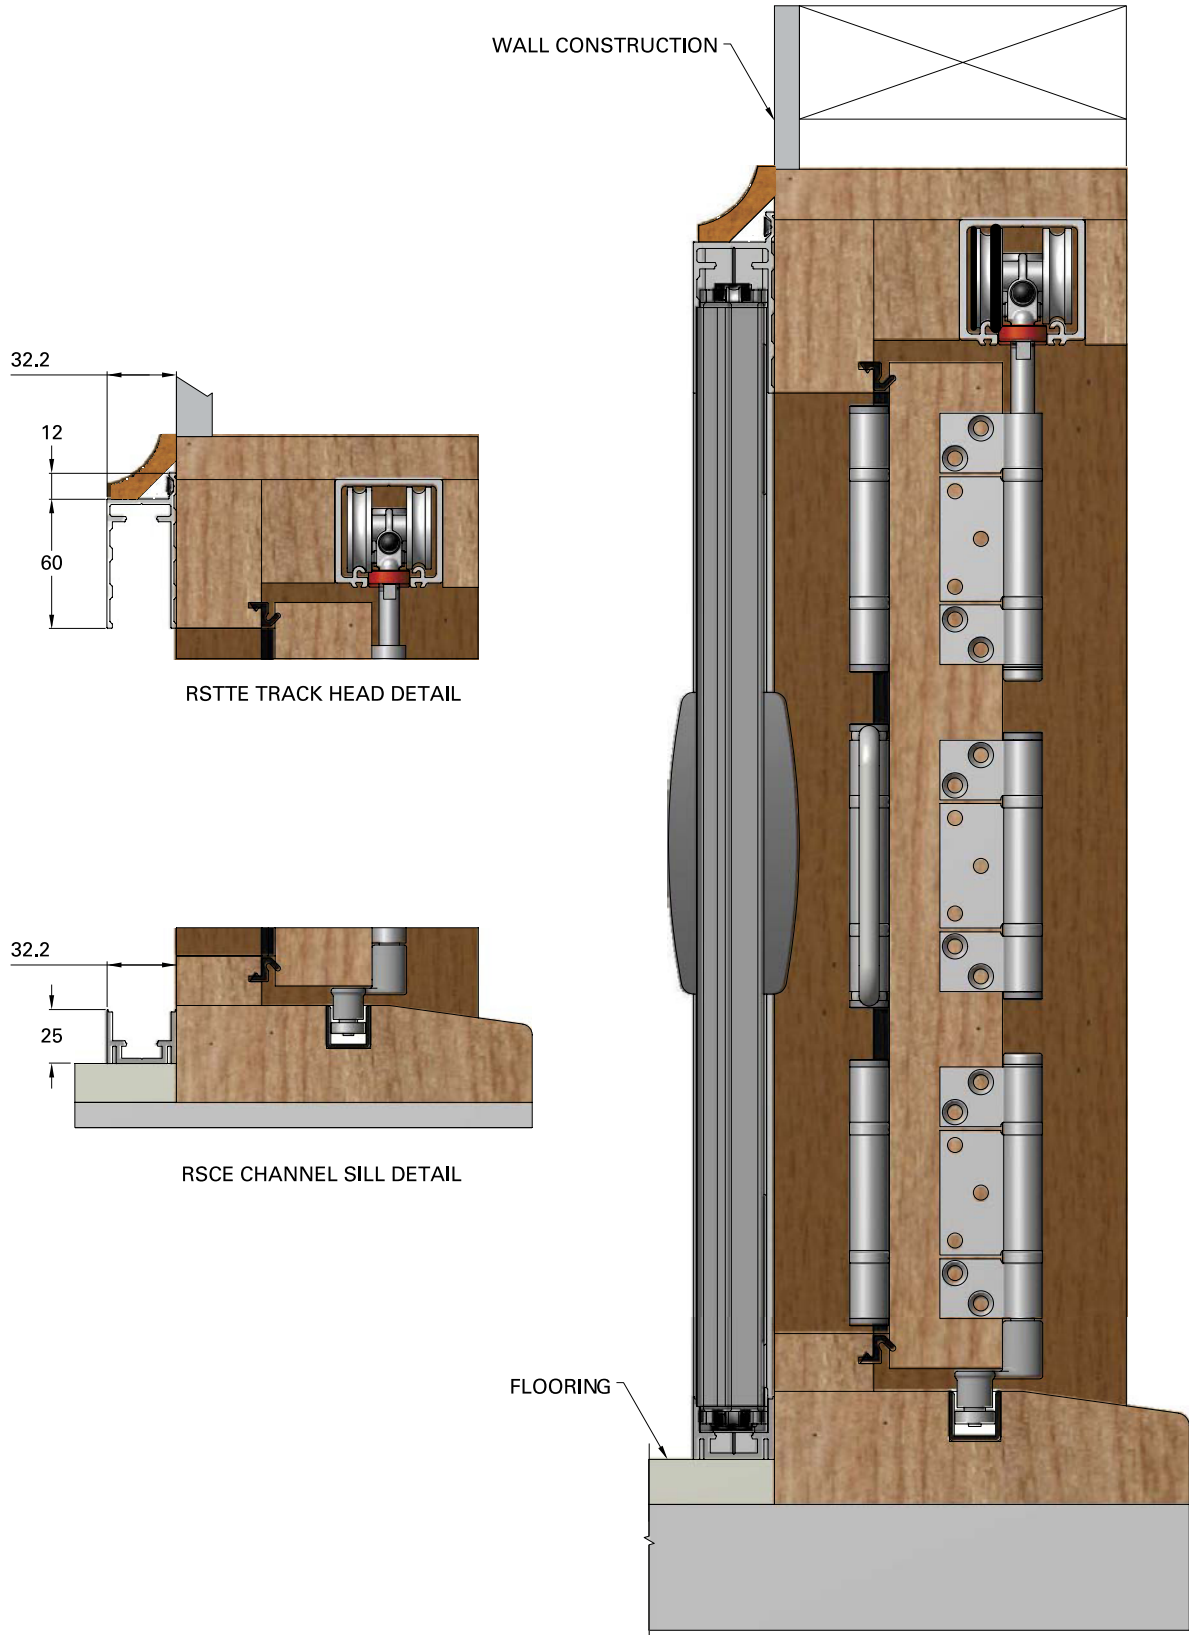 WALL CONSTRUCTION
32.2
12
60
RSTTE TRACK HEAD DETAIL
32.2
25
RSCE CHANNEL SILL DETAIL
FLOORING